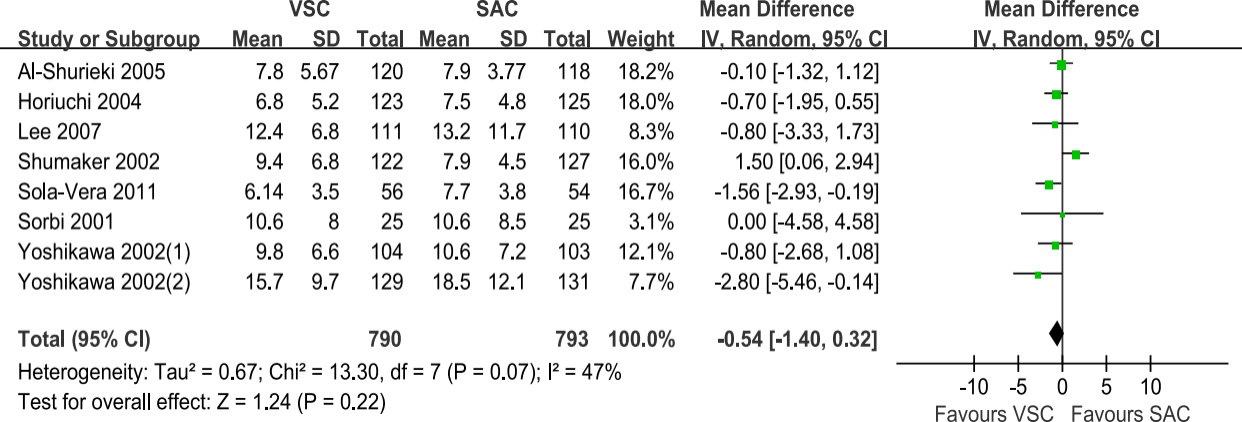 VSC SAC Mean Difference Mean Difference
Study or Subgroup Mean SD Total Mean SD Total Weight IV, Random, 95% CI IV, Random, 95% CI
Al-Shurieki 2005 7.8 5.67 120 7.9 3.77 118 18.2% -0.10 [-1.32, 1.12]
Horiuchi 2004 6.8 5.2 123 7.5 4.8 125 18.0% -0.70 [-1.95, 0.55]
Lee 2007 12.4 6.8 111 13.2 11.7 110 8.3% -0.80 [-3.33, 1.73]
Shumaker 2002 9.4 6.8 122 7.9 4.5 127 16.0% 1.50 [0.06, 2.94]
Sola-Vera 2011 6.14 3.5 56 7.7 3.8 54 16.7% -1.56 [-2.93, -0.19]
Sorbi 2001 10.6 8 25 10.6 8.5 25 3.1% 0.00 [-4.58, 4.58]
Yoshikawa 2002(1) 9.8 6.6 104 10.6 7.2 103 12.1% -0.80 [-2.68, 1.08]
Yoshikawa 2002(2) 15.7 9.7 129 18.5 12.1 131 7.7% -2.80 [-5.46, -0.14]
Total (95% CI) 790 793 100.0% -0.54 [-1.40, 0.32]
Heterogeneity: Tau² = 0.67; Chi² = 13.30, df = 7 (P = 0.07); I² = 47%
Test for overall effect: Z = 1.24 (P = 0.22)
-10 -5 0 5 10
Favours VSC Favours SAC